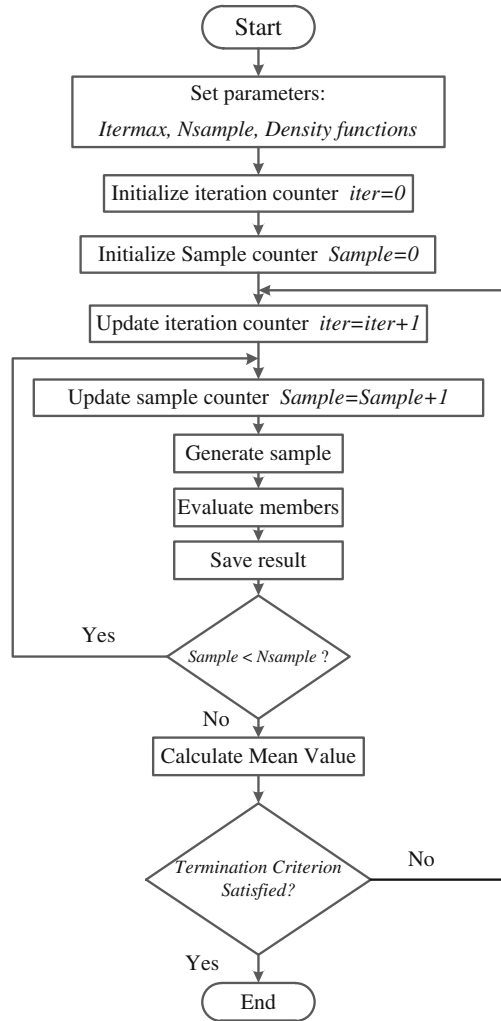 Start
Set parameters:
Itermax, Nsample, Density functions
Initialize iteration counter iter=0
Initialize Sample counter Sample=0
Update iteration counter iter=iter+1
Update sample counter Sample=Sample+1
Generate sample
Evaluate members
Save result
Yes
Sample < Nsample ?
No
Calculate Mean Value
Termination Criterion
Satisfied?
No
Yes
End